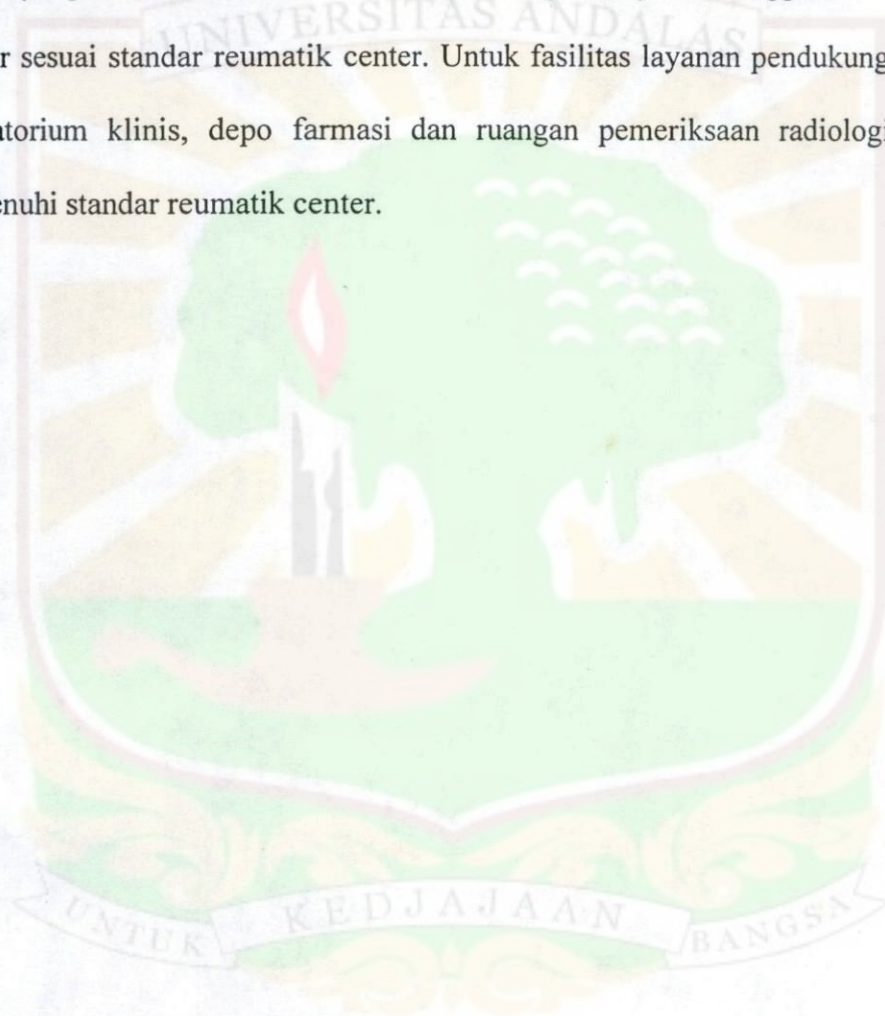 UNIVERSITAS ANDALAS
r sesuai standar reumatik center. Untuk fasilitas layanan pendukung
torium klinis, depo farmasi dan ruangan pemeriksaan radiologi
enuhi standar reumatik center.
UNTUK KEDJAJAAN BANGSA